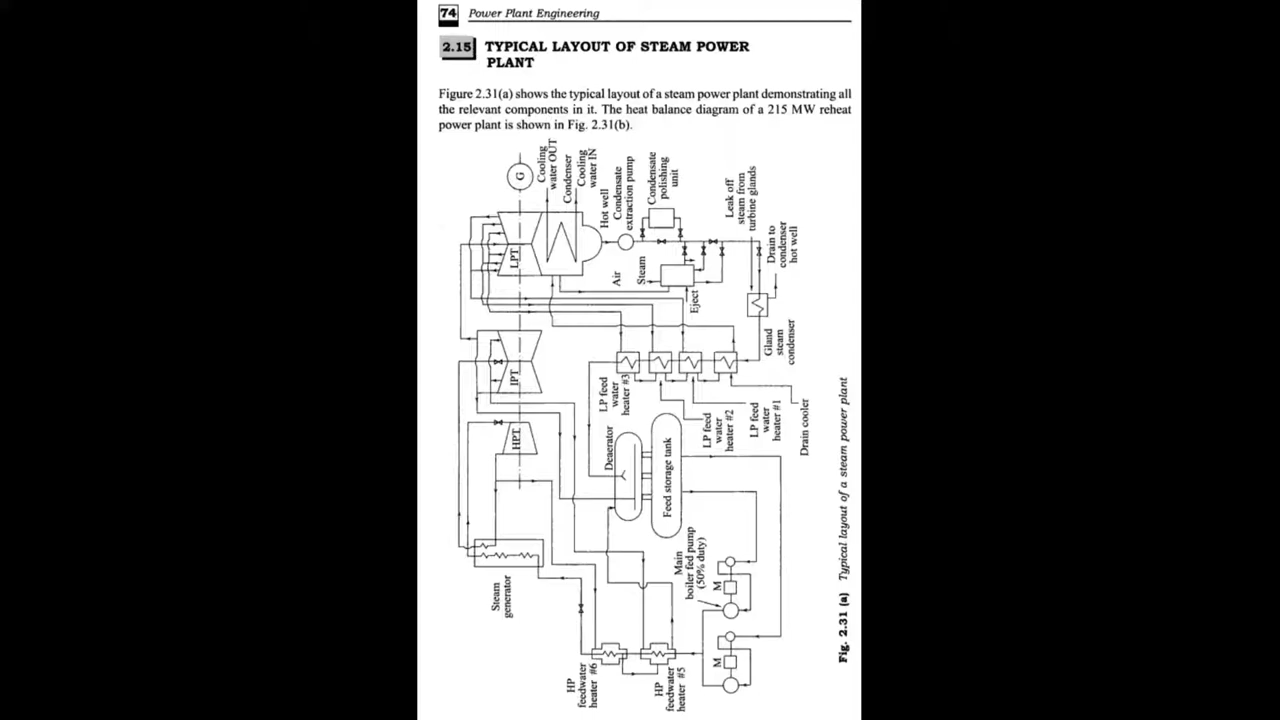 74 Power Plant Engineering
2.15 TYPICAL LAYOUT OF STEAM POWER
PLANT
Figure 2.31(a) shows the typical layout of a steam power plant demonstrating all
the relevant components in it. The heat balance diagram of a 215 MW reheat
power plant is shown in Fig. 2.31(b).
G
Cooling
water OUT
Condenser
Cooling
water IN
Hot well
Condensate
extraction pump
Condensate
polishing
unit
Leak off
steam from
turbine glands
Drain to
condenser
hot well
LPT
Air
Steam
Eject
Gland
steam
condenser
IPT
HPT
LP feed
water
heater #3
LP feed
water
heater #2
LP feed
water
heater #1
Drain cooler
Deaerator
Feed storage tank
Steam
generator
Main
boiler fed pump
(50% duty)
M
M
HP
feedwater
heater #6
HP
feedwater
heater #5
Fig. 2.31 (a) Typical layout of a steam power plant